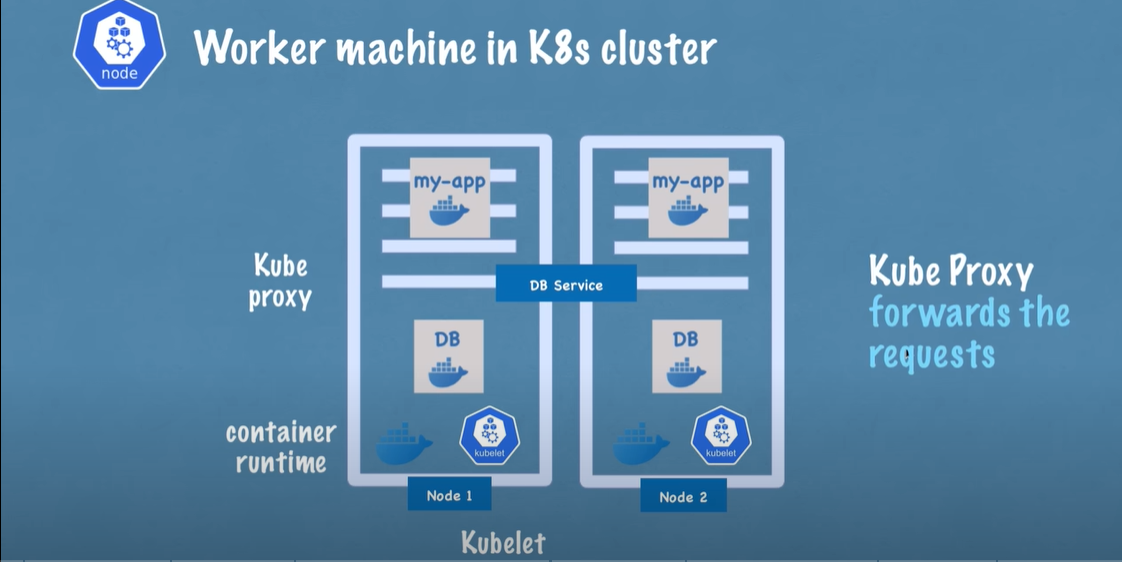 node
Worker machine in K8s cluster
my-app
my-app
Kube
proxy
DB Service
Kube Proxy
forwards the
requests
DB
DB
container
runtime
kubelet
kubelet
Node 1
Node 2
Kubelet